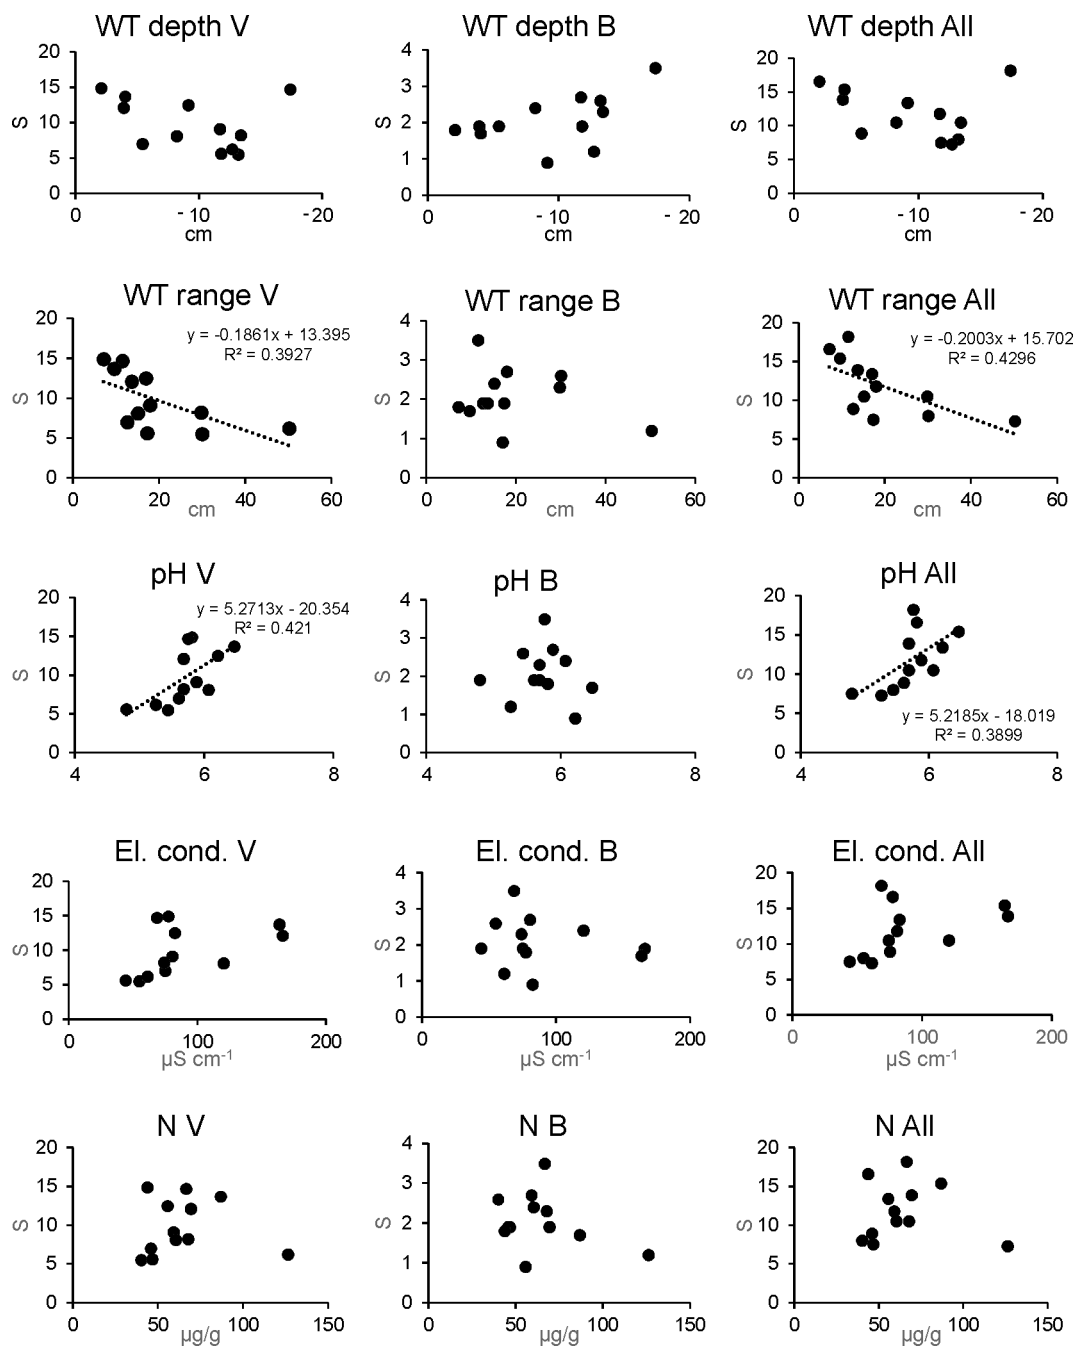 WT depth V
WT depth B
WT depth All
20
15
10
5
0
S
0
- 10
- 20
cm
4
3
2
1
0
S
0
- 10
- 20
cm
20
15
10
5
0
S
0
- 10
- 20
cm
WT range V
WT range B
WT range All
y = -0.1861x + 13.395
R² = 0.3927
20
15
10
5
0
S
0
20
40
60
cm
4
3
2
1
0
S
0
20
40
60
cm
y = -0.2003x + 15.702
R² = 0.4296
20
15
10
5
0
S
0
20
40
60
cm
pH V
pH B
pH All
y = 5.2713x - 20.354
R² = 0.421
20
15
10
5
0
S
4
6
8
4
3
2
1
0
S
4
6
8
20
15
10
5
0
S
y = 5.2185x - 18.019
R² = 0.3899
4
6
8
El. cond. V
El. cond. B
El. cond. All
20
15
10
5
0
S
0
100
200
µS cm⁻¹
4
3
2
1
0
S
0
100
200
µS cm⁻¹
20
15
10
5
0
S
0
100
200
µS cm⁻¹
N V
N B
N All
20
15
10
5
0
S
0
50
100
150
µg/g
4
3
2
1
0
S
0
50
100
150
µg/g
20
15
10
5
0
S
0
50
100
150
µg/g